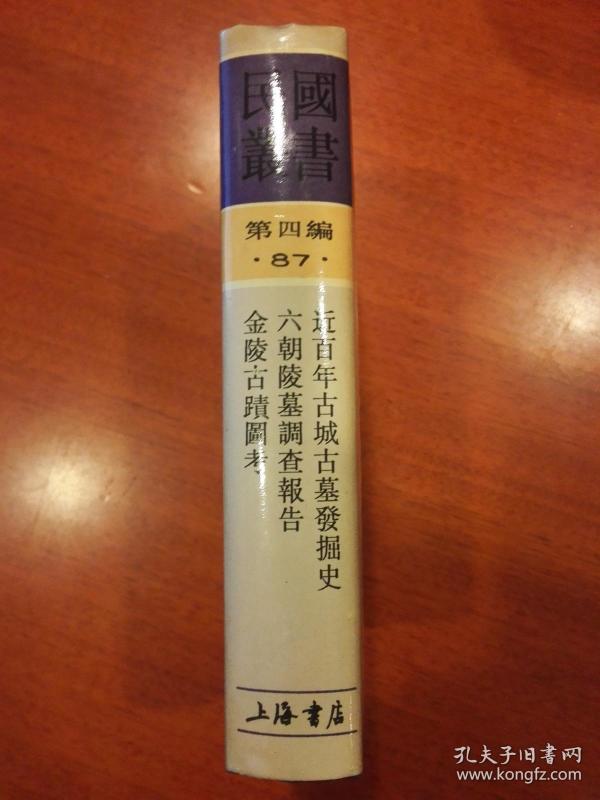 民國
叢書
第四編
·87·
近百年古城古墓發掘史
六朝陵墓調查報告
金陵古蹟圖考
上海書店
孔夫子旧书网
www.kongfz.com